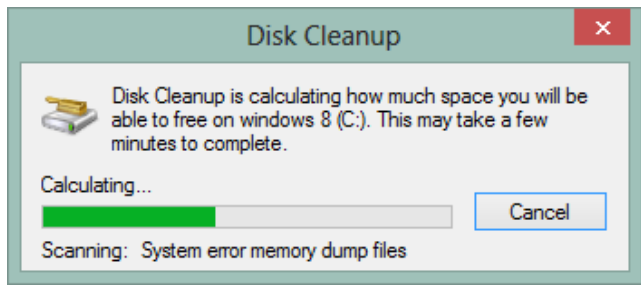 Disk Cleanup
Disk Cleanup is calculating how much space you will be
able to free on windows 8 (C:). This may take a few
minutes to complete.
Calculating...
Cancel
Scanning: System error memory dump files